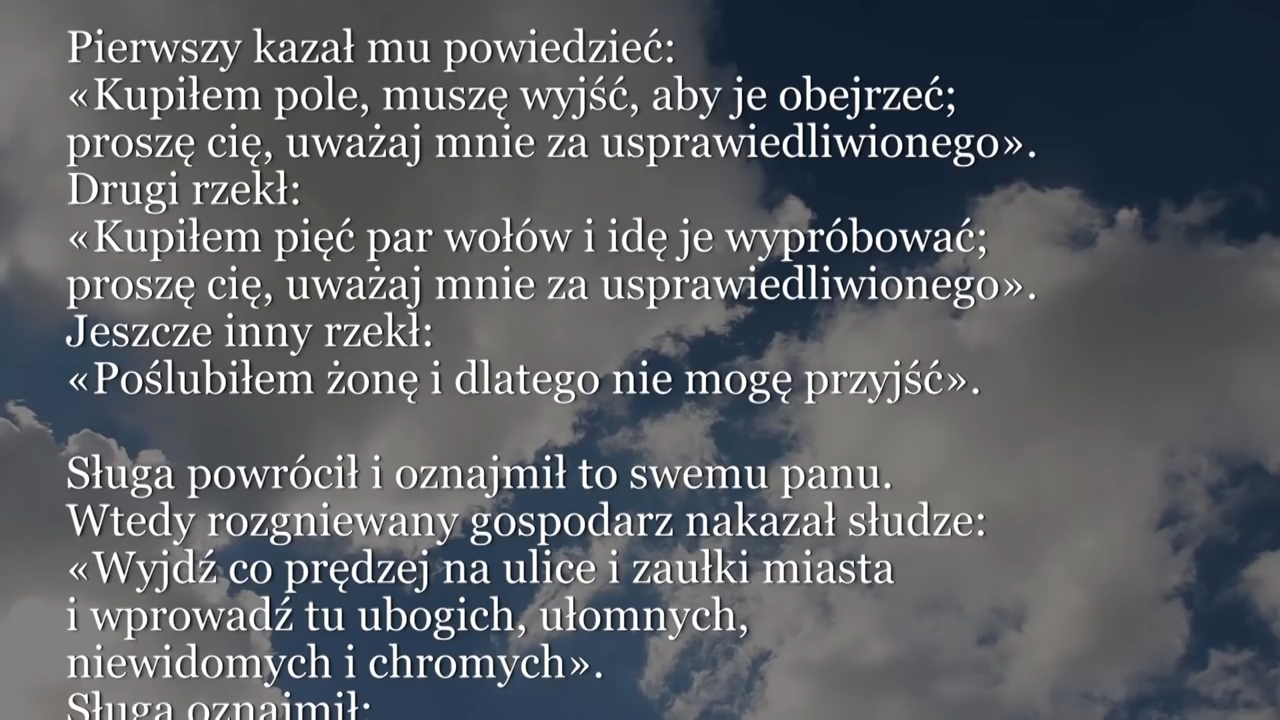 Pierwszy kazał mu powiedzieć:
«Kupiłem pole, muszę wyjść, aby je obejrzeć;
proszę cię, uważaj mnie za usprawiedliwionego».
Drugi rzekł:
«Kupiłem pięć par wołów i idę je wypróbować;
proszę cię, uważaj mnie za usprawiedliwionego».
Jeszcze inny rzekł:
«Poślubiłem żonę i dlatego nie mogę przyjść».
Sługa powrócił i oznajmił to swemu panu.
Wtedy rozgniewany gospodarz nakazał słudze:
«Wyjdź co prędzej na ulice i zaułki miasta
i wprowadź tu ubogich, ułomnych,
niewidomych i chromych».
Sługa oznajmił: